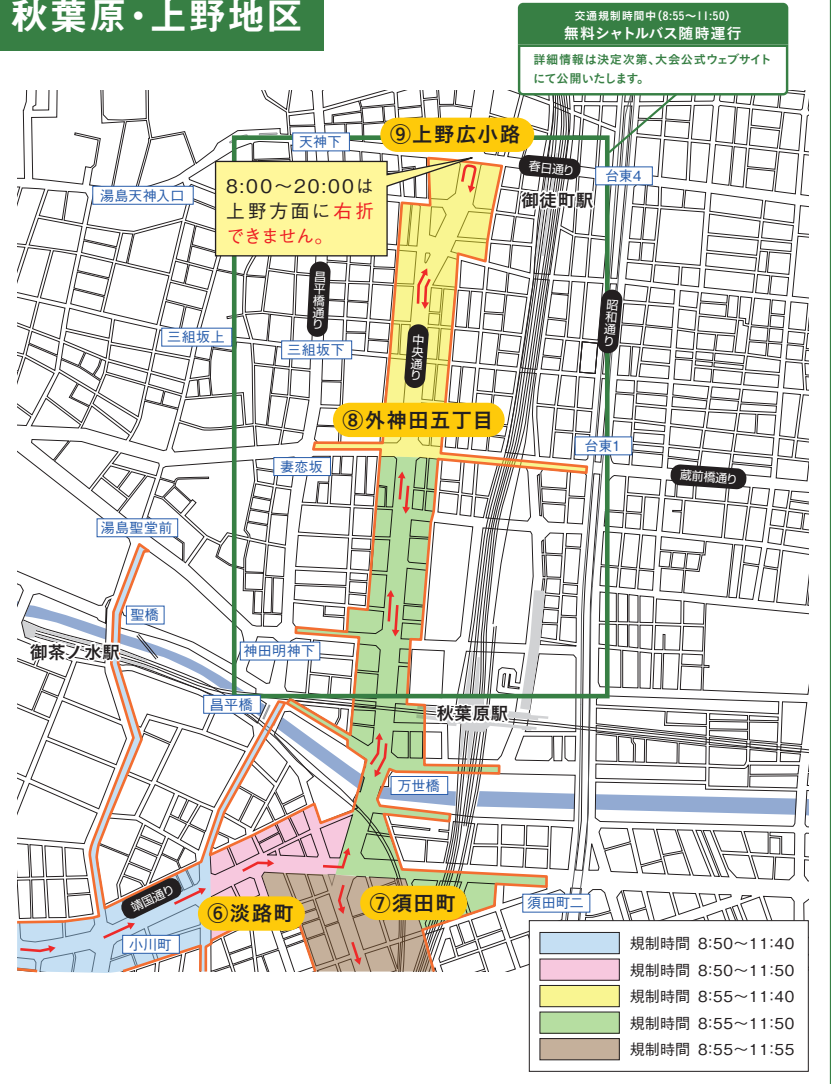 秋葉原・上野地区
交通規制時間中(8:55～11:50)
無料シャトルバス随時運行
詳細情報は決定次第、大会公式ウェブサイト
にて公開いたします。
⑨上野広小路
天神下
春日通り
台東4
8:00～20:00は
上野方面に右折
できません。
湯島天神入口
御徒町駅
昌平橋通り
昭和通り
中央通り
三組坂上
三組坂下
⑧外神田五丁目
台東1
妻恋坂
蔵前橋通り
湯島聖堂前
聖橋
御茶ノ水駅
神田明神下
昌平橋
秋葉原駅
万世橋
靖国通り
⑥淡路町
⑦須田町
須田町二
小川町
規制時間 8:50～11:40
規制時間 8:50～11:50
規制時間 8:55～11:40
規制時間 8:55～11:50
規制時間 8:55～11:55